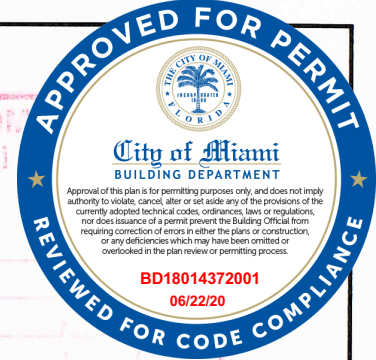 APPROVED FOR PERMIT
THE CITY OF MIAMI
INCORPORATED
18 96
FLORIDA
City of Miami
BUILDING DEPARTMENT
Approval of this plan is for permitting purposes only, and does not imply
authority to violate, cancel, alter or set aside any of the provisions of the
currently adopted technical codes, ordinances, laws or regulations,
nor does issuance of a permit prevent the Building Official from
requiring correction of errors in either the plans or construction,
or any deficiencies which may have been omitted or
overlooked in the plan review or permitting process.
BD18014372001
06/22/20
REVIEWED FOR CODE COMPLIANCE